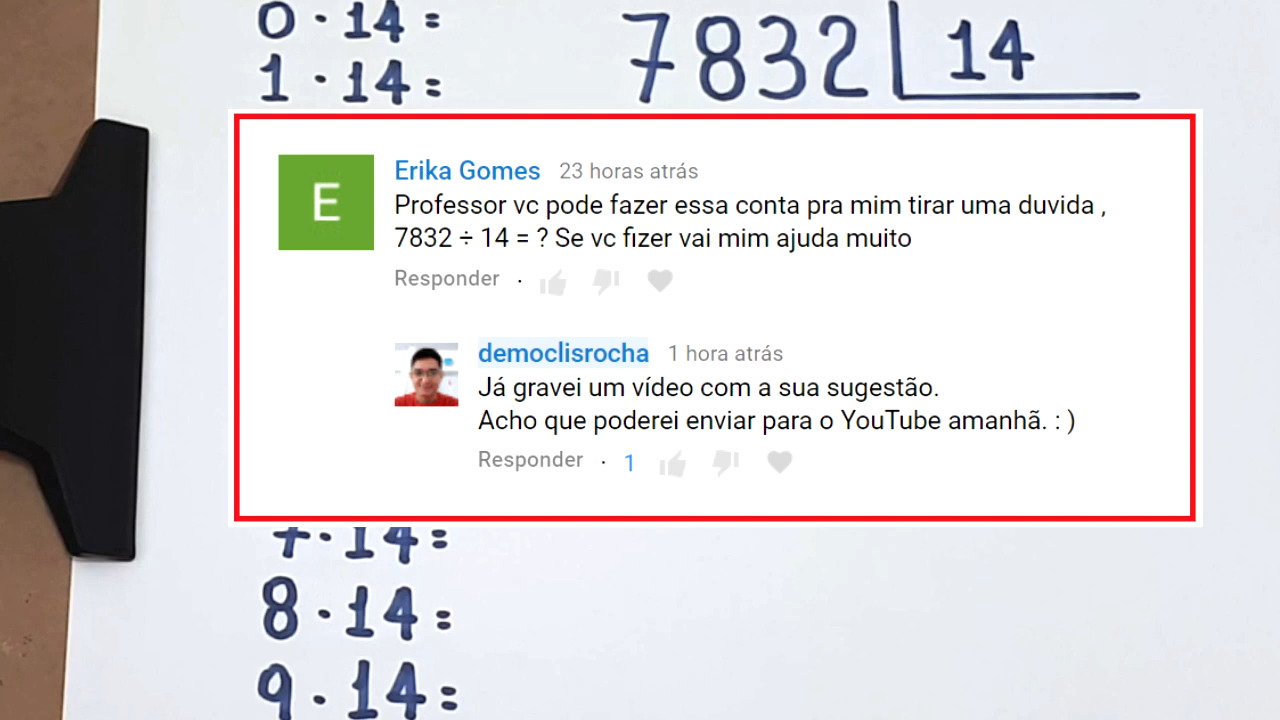 0 · 14 =
1 · 14 =
7832 14
E
Erika Gomes 23 horas atrás
Professor vc pode fazer essa conta pra mim tirar uma duvida ,
7832 ÷ 14 = ? Se vc fizer vai mim ajuda muito
Responder ·
democlisrocha 1 hora atrás
Já gravei um vídeo com a sua sugestão.
Acho que poderei enviar para o YouTube amanhã. : )
Responder · 1
7 · 14 =
8 · 14 =
9 · 14 =